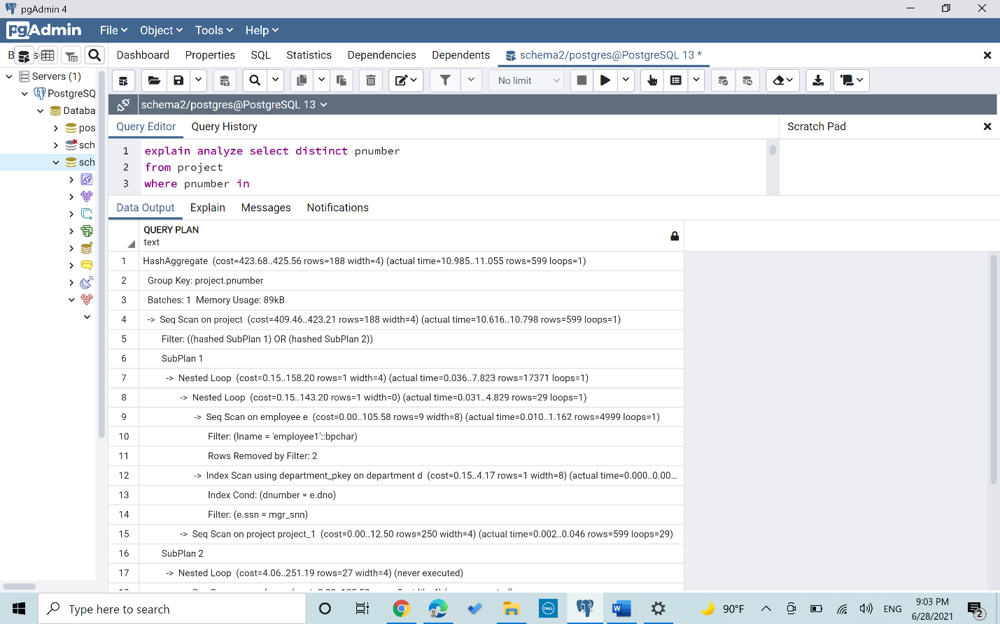 pgAdmin 4
pgAdmin File Object Tools Help
Dashboard Properties SQL Statistics Dependencies Dependents schema2/postgres@PostgreSQL 13 *
Servers (1)
PostgreSQ
Databa
pos
sch
sch
No limit
schema2/postgres@PostgreSQL 13
Query Editor Query History
Scratch Pad
1 explain analyze select distinct pnumber
2 from project
3 where pnumber in
Data Output Explain Messages Notifications
QUERY PLAN
text
1 HashAggregate (cost=423.68..425.56 rows=188 width=4) (actual time=10.985..11.055 rows=599 loops=1)
2 Group Key: project.pnumber
3 Batches: 1 Memory Usage: 89kB
4 -> Seq Scan on project (cost=409.46..423.21 rows=188 width=4) (actual time=10.616..10.798 rows=599 loops=1)
5 Filter: ((hashed SubPlan 1) OR (hashed SubPlan 2))
6 SubPlan 1
7 -> Nested Loop (cost=0.15..158.20 rows=1 width=4) (actual time=0.036..7.823 rows=17371 loops=1)
8 -> Nested Loop (cost=0.15..143.20 rows=1 width=0) (actual time=0.031..4.829 rows=29 loops=1)
9 -> Seq Scan on employee e (cost=0.00..105.58 rows=9 width=8) (actual time=0.010..1.162 rows=4999 loops=1)
10 Filter: (lname = 'employee1'::bpchar)
11 Rows Removed by Filter: 2
12 -> Index Scan using department_pkey on department d (cost=0.15..4.17 rows=1 width=8) (actual time=0.000..0.00...
13 Index Cond: (dnumber = e.dno)
14 Filter: (e.ssn = mgr_snn)
15 -> Seq Scan on project project_1 (cost=0.00..12.50 rows=250 width=4) (actual time=0.002..0.046 rows=599 loops=29)
16 SubPlan 2
17 -> Nested Loop (cost=4.06..251.19 rows=27 width=4) (never executed)
Type here to search
DELL
W
90°F
ENG
9:03 PM
6/28/2021
2